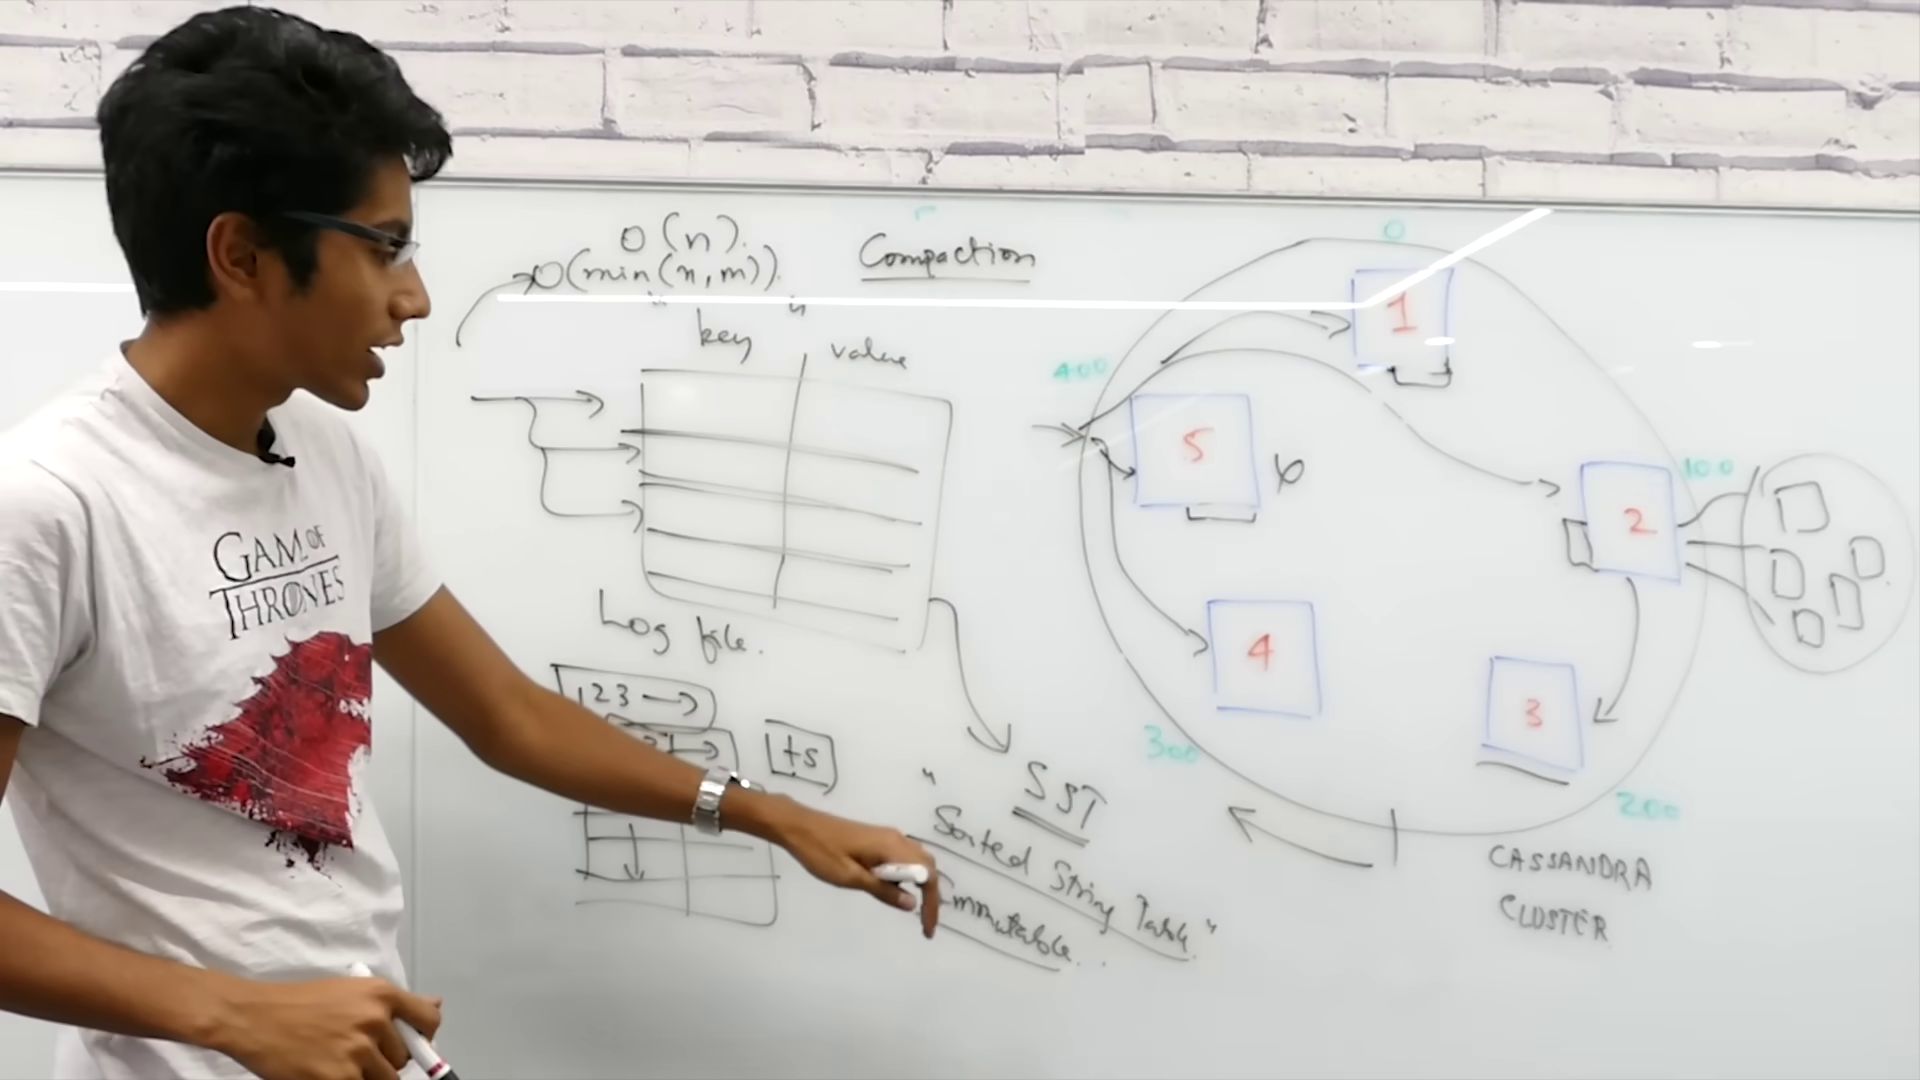 GAME OF
THRONES
O(n).
O(min(n,m)).
Compaction
" "
key
value
Log file.
123 →
ts
SST
"Sorted String Table"
Immutable..
0
1
400
5
6
100
2
4
3
300
200
CASSANDRA
CLUSTER